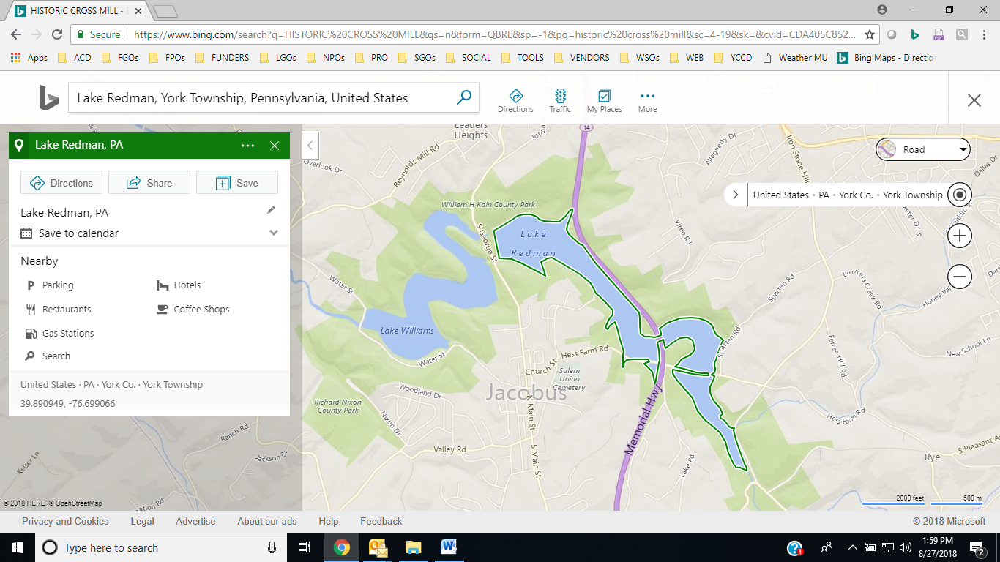 HISTORIC CROSS MILL -
Secure
https://www.bing.com/search?q=HISTORIC%20CROSS%20MILL&qs=n&form=QBRE&sp=-1&pq=historic%20cross%20mill&sc=4-19&sk=&cvid=CDA405C852...
Apps ACD FGOs FPOs FUNDERS LGOs NPOs PRO SGOs SOCIAL TOOLS VENDORS WSOs WEB YCCD Weather MU Bing Maps - Directio
Lake Redman, York Township, Pennsylvania, United States
Directions Traffic My Places More
Lake Redman, PA
Directions Share Save
Lake Redman, PA
Save to calendar
Nearby
Parking Hotels
Restaurants Coffee Shops
Gas Stations
Search
United States · PA · York Co. · York Township
39.890949, -76.699066
Road
United States • PA • York Co. • York Township
Leaders
Heights
Joppa
14
Overlook Dr
Reynolds Mill Rd
Allegheny Dr
Iron Stone Hill
Dallas Dr
William H Kain County Park
S George St
Lake
Redman
Vireo Rd
Franklin S
Water St
Lake Williams
Water St
Spartan Rd
Spartan Rd
Honey Val
Hess Farm Rd
Church St
Salem
Union
Cemetery
Jacobus
Ferree Hill Rd
New School Ln
Woodland Dr
Richard Nixon
County Park
Nixon Dr
N Main St
S Main St
Memorial Hwy
Hess Farm Rd
Valley Rd
Lake Rd
S Pleasant A
Rye
Ranch Rd
Jackson D
Keiser Ln
ation Rd
2000 feet 500 m
© 2018 HERE, © OpenStreetMap
Privacy and Cookies Legal Advertise About our ads Help Feedback © 2018 Microsoft
Type here to search
1:59 PM
8/27/2018
2